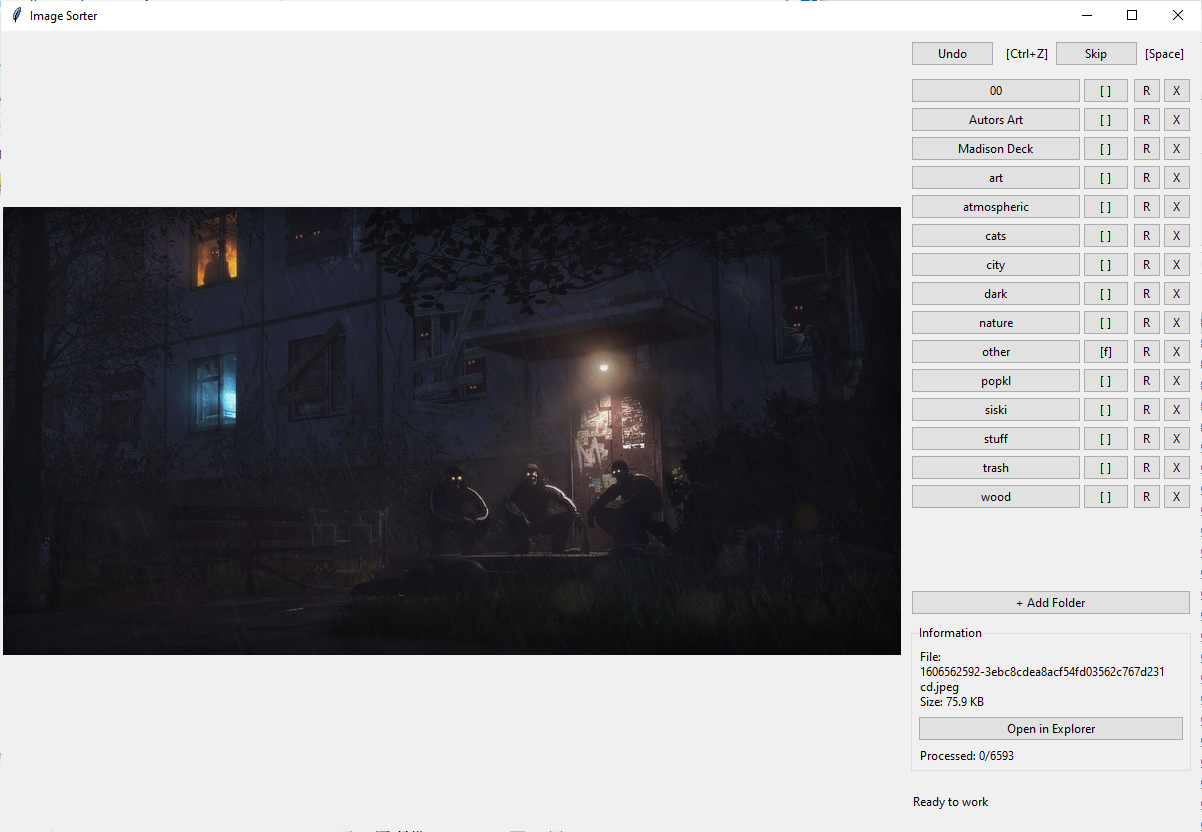 Image Sorter
Undo [Ctrl+Z] Skip [Space]
00 [ ] R X
Autors Art [ ] R X
Madison Deck [ ] R X
art [ ] R X
atmospheric [ ] R X
cats [ ] R X
city [ ] R X
dark [ ] R X
nature [ ] R X
other [f] R X
popkl [ ] R X
siski [ ] R X
stuff [ ] R X
trash [ ] R X
wood [ ] R X
+ Add Folder
Information
File:
1606562592-3ebc8cdea8acf54fd03562c767d231
cd.jpeg
Size: 75.9 KB
Open in Explorer
Processed: 0/6593
Ready to work